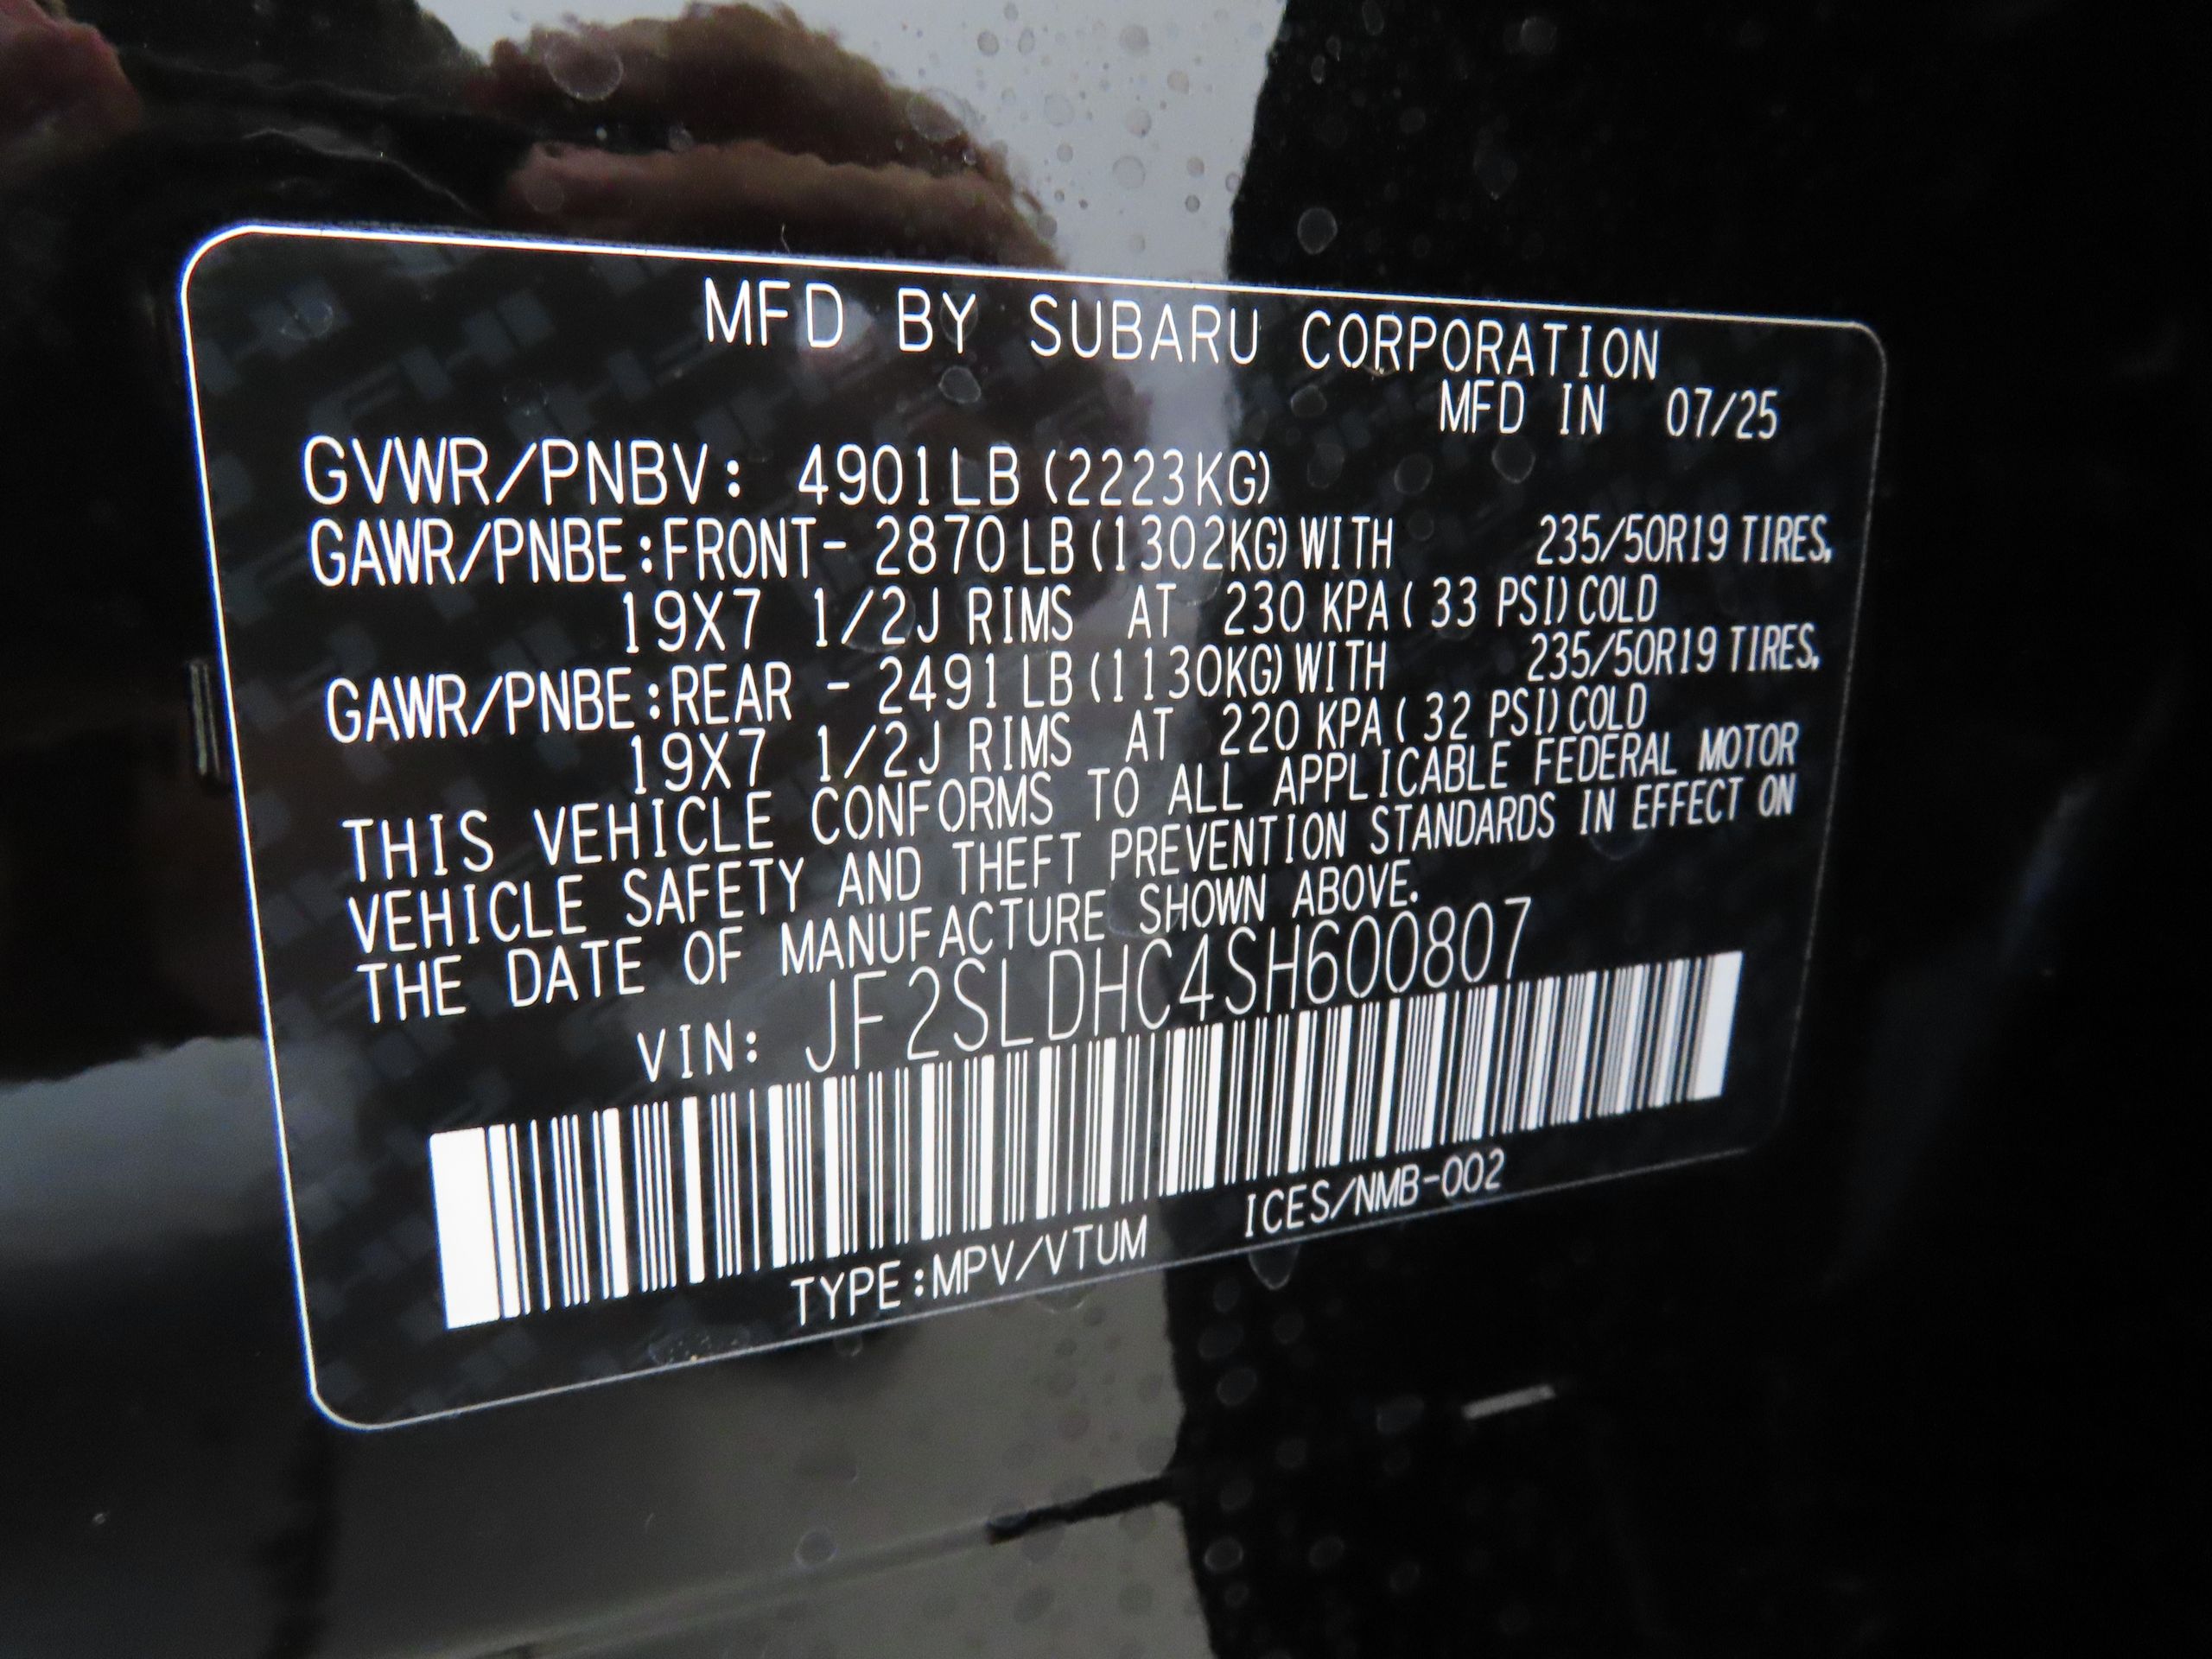 MFD BY SUBARU CORPORATION
MFD IN 07/25
GVWR/PNBV: 4901LB (2223KG)
GAWR/PNBE:FRONT- 2870 LB (1302KG) WITH 235/50R19 TIRES,
19X7 1/2J RIMS AT 230 KPA ( 33 PSI) COLD
GAWR/PNBE:REAR - 2491 LB (1130KG) WITH 235/50R19 TIRES,
19X7 1/2J RIMS AT 220 KPA ( 32 PSI) COLD
THIS VEHICLE CONFORMS TO ALL APPLICABLE FEDERAL MOTOR
VEHICLE SAFETY AND THEFT PREVENTION STANDARDS IN EFFECT ON
THE DATE OF MANUFACTURE SHOWN ABOVE.
VIN: JF2SLDHC4SH600807
TYPE:MPV/VTUM ICES/NMB-002